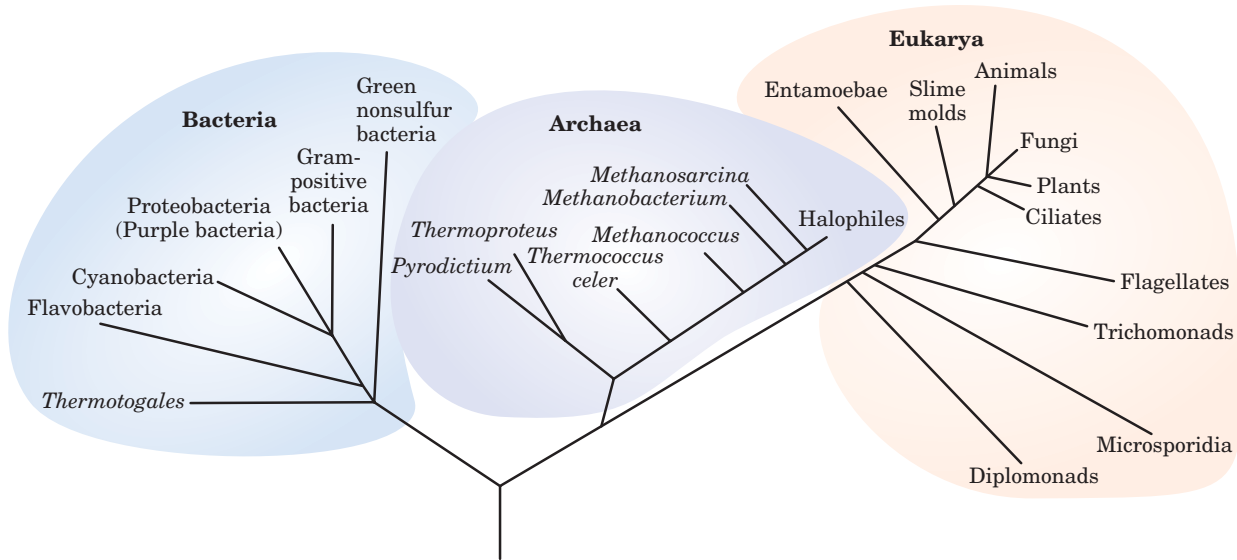 Bacteria
Green
nonsulfur
bacteria
Gram-
positive
bacteria
Proteobacteria
(Purple bacteria)
Cyanobacteria
Flavobacteria
Thermotogales
Archaea
Methanosarcina
Methanobacterium
Halophiles
Methanococcus
Thermoproteus
Thermococcus
celer
Pyrodictium
Eukarya
Animals
Entamoebae
Slime
molds
Fungi
Plants
Ciliates
Flagellates
Trichomonads
Microsporidia
Diplomonads